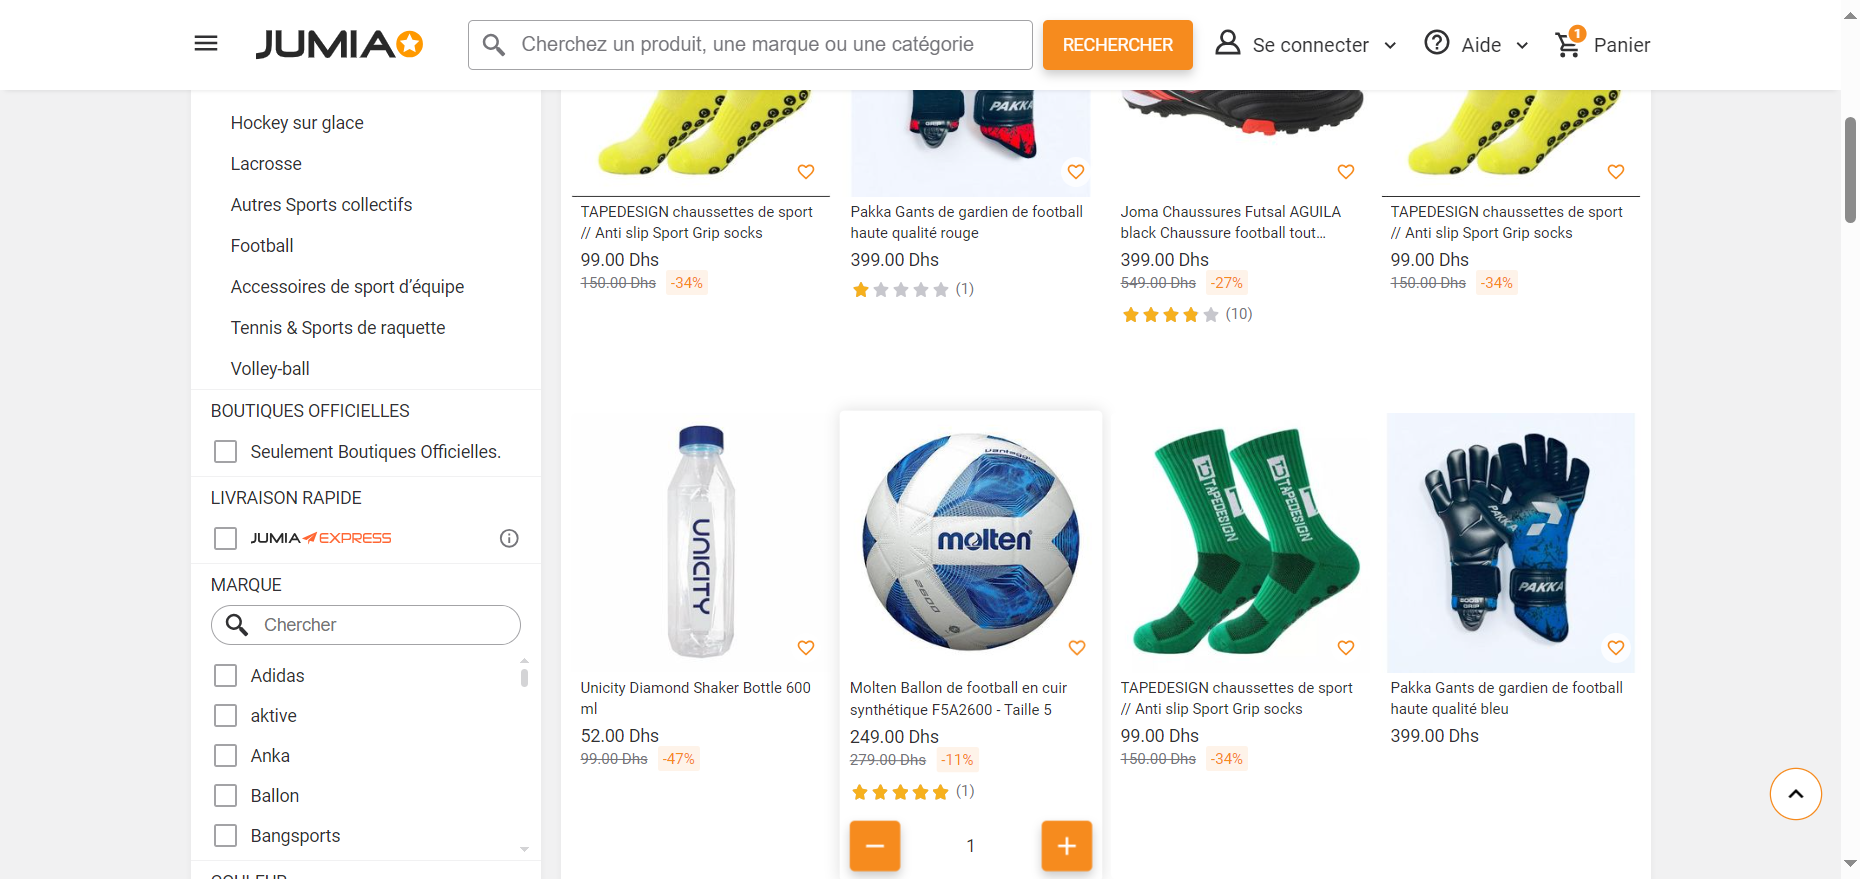 JUMIA
Cherchez un produit, une marque ou une catégorie
RECHERCHER
Se connecter
Aide
1
Panier
Hockey sur glace
Lacrosse
Autres Sports collectifs
Football
Accessoires de sport d’équipe
Tennis & Sports de raquette
Volley-ball
BOUTIQUES OFFICIELLES
Seulement Boutiques Officielles.
LIVRAISON RAPIDE
JUMIA EXPRESS
MARQUE
Chercher
Adidas
aktive
Anka
Ballon
Bangsports
COULEUR
TAPEDESIGN chaussettes de sport
// Anti slip Sport Grip socks
99.00 Dhs
150.00 Dhs -34%
PAKKA
Pakka Gants de gardien de football
haute qualité rouge
399.00 Dhs
(1)
Joma Chaussures Futsal AGUILA
black Chaussure football tout...
399.00 Dhs
549.00 Dhs -27%
(10)
TAPEDESIGN chaussettes de sport
// Anti slip Sport Grip socks
99.00 Dhs
150.00 Dhs -34%
UNICITY
Unicity Diamond Shaker Bottle 600
ml
52.00 Dhs
99.00 Dhs -47%
vantaggio
molten
2600
Molten Ballon de football en cuir
synthétique F5A2600 - Taille 5
249.00 Dhs
279.00 Dhs -11%
(1)
1
TAPEDESIGN
TAPEDESIGN
TAPEDESIGN chaussettes de sport
// Anti slip Sport Grip socks
99.00 Dhs
150.00 Dhs -34%
PAKKA
PAKKA
BOOST
GRIP
Pakka Gants de gardien de football
haute qualité bleu
399.00 Dhs